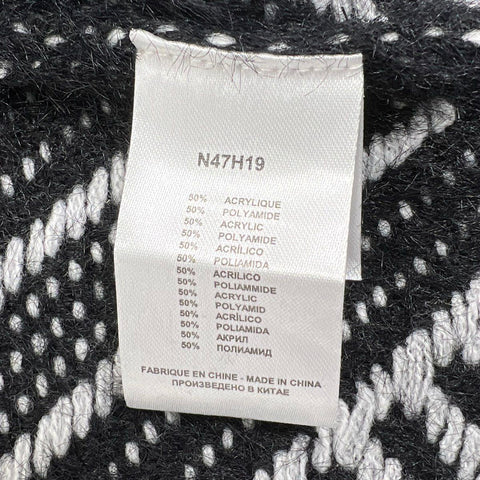 N47H19
50% ACRYLIQUE
50% POLYAMIDE
50% ACRYLIC
50% POLYAMIDE
50% ACRÍLICO
50% POLIAMIDA
50% ACRILICO
50% POLIAMMIDE
50% ACRYLIC
50% POLYAMID
50% ACRÍLICO
50% POLIAMIDA
50% АКРИЛ
50% ПОЛИАМИД
FABRIQUE EN CHINE - MADE IN CHINA
ПРОИЗВЕДЕНО В КИТАЕ